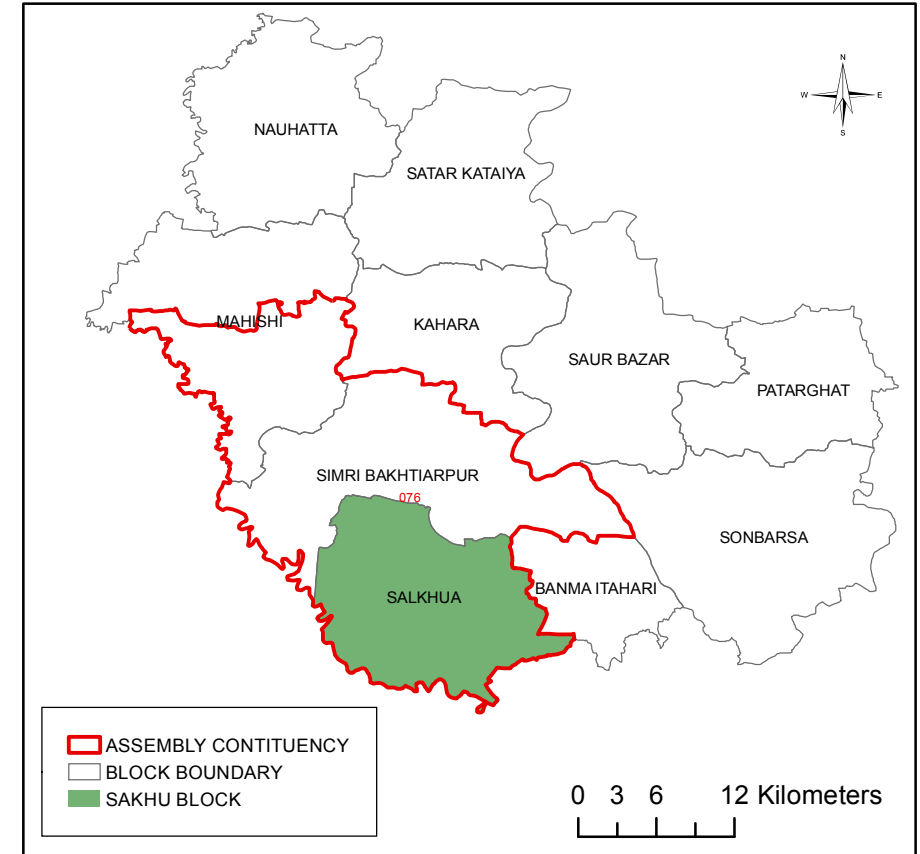 N
W E
S
NAUHATTA
SATAR KATAIYA
MAHISHI
KAHARA
SAUR BAZAR
PATARGHAT
SIMRI BAKHTIARPUR
076
SONBARSA
BANMA ITAHARI
SALKHUA
ASSEMBLY CONTITUENCY
BLOCK BOUNDARY
SAKHU BLOCK
0 3 6 12 Kilometers